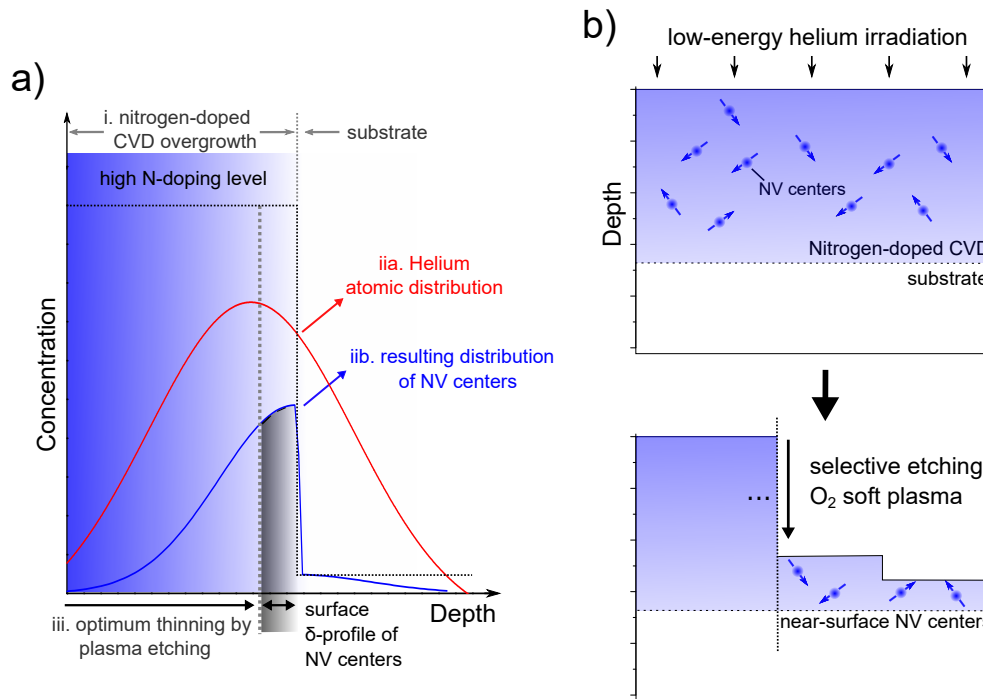 a)
i. nitrogen-doped
CVD overgrowth
substrate
high N-doping level
iia. Helium
atomic distribution
iib. resulting distribution
of NV centers
Concentration
Depth
iii. optimum thinning by
plasma etching
surface
δ-profile of
NV centers
b)
low-energy helium irradiation
Depth
NV centers
Nitrogen-doped CVD
substrate
...
selective etching
O₂ soft plasma
near-surface NV centers